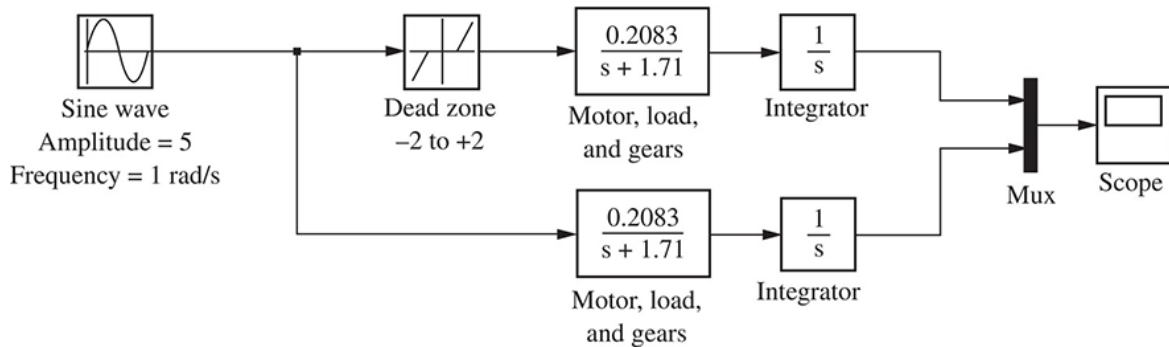 Sine wave
Amplitude = 5
Frequency = 1 rad/s
Dead zone
−2 to +2
0.2083
s + 1.71
Motor, load,
and gears
1
s
Integrator
0.2083
s + 1.71
Motor, load,
and gears
1
s
Integrator
Mux
Scope